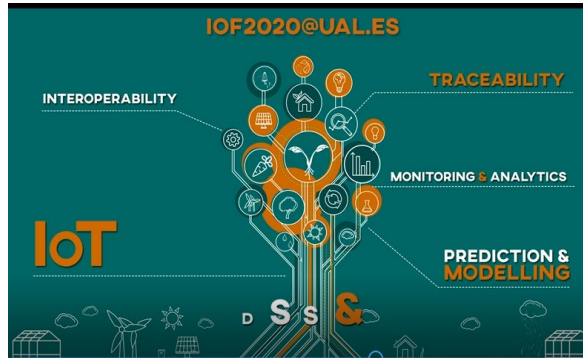 IOF2020@UAL.ES
TRACEABILITY
INTEROPERABILITY
MONITORING & ANALYTICS
IoT
PREDICTION &
MODELLING
D S S &